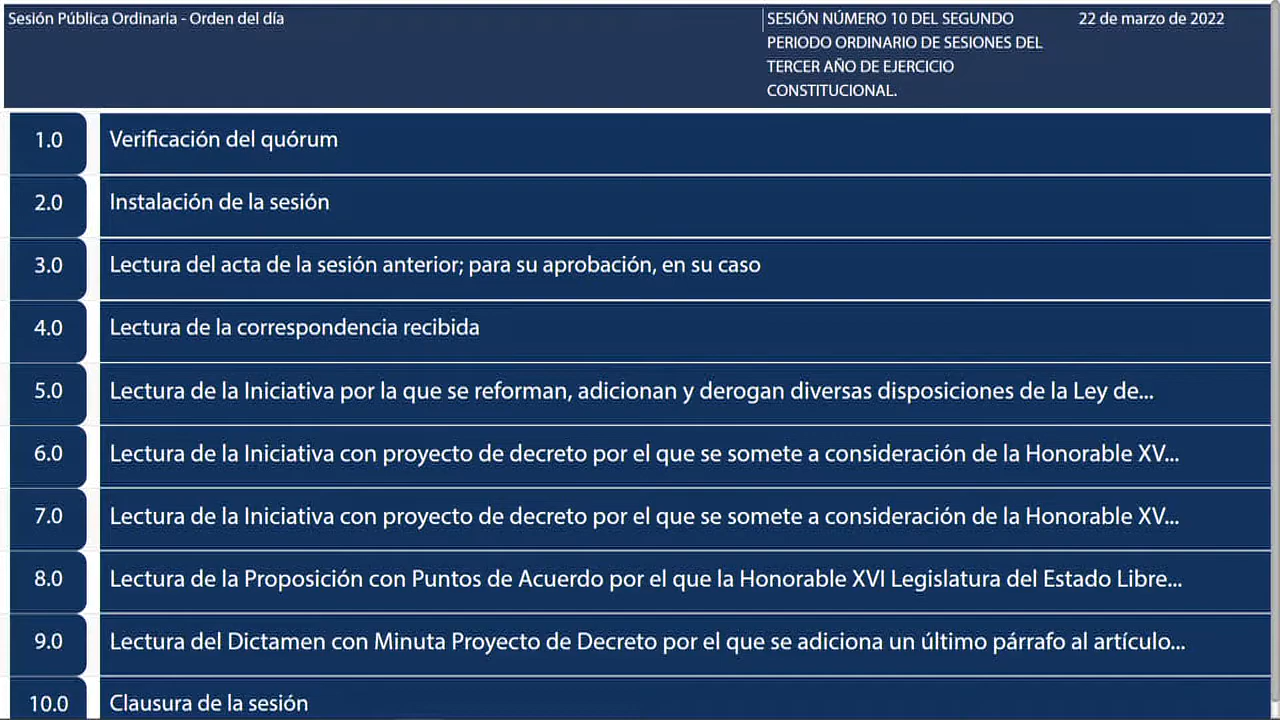 Sesión Pública Ordinaria - Orden del día
SESIÓN NÚMERO 10 DEL SEGUNDO
PERIODO ORDINARIO DE SESIONES DEL
TERCER AÑO DE EJERCICIO
CONSTITUCIONAL.
22 de marzo de 2022
1.0 Verificación del quórum
2.0 Instalación de la sesión
3.0 Lectura del acta de la sesión anterior; para su aprobación, en su caso
4.0 Lectura de la correspondencia recibida
5.0 Lectura de la Iniciativa por la que se reforman, adicionan y derogan diversas disposiciones de la Ley de...
6.0 Lectura de la Iniciativa con proyecto de decreto por el que se somete a consideración de la Honorable XV...
7.0 Lectura de la Iniciativa con proyecto de decreto por el que se somete a consideración de la Honorable XV...
8.0 Lectura de la Proposición con Puntos de Acuerdo por el que la Honorable XVI Legislatura del Estado Libre...
9.0 Lectura del Dictamen con Minuta Proyecto de Decreto por el que se adiciona un último párrafo al artículo...
10.0 Clausura de la sesión